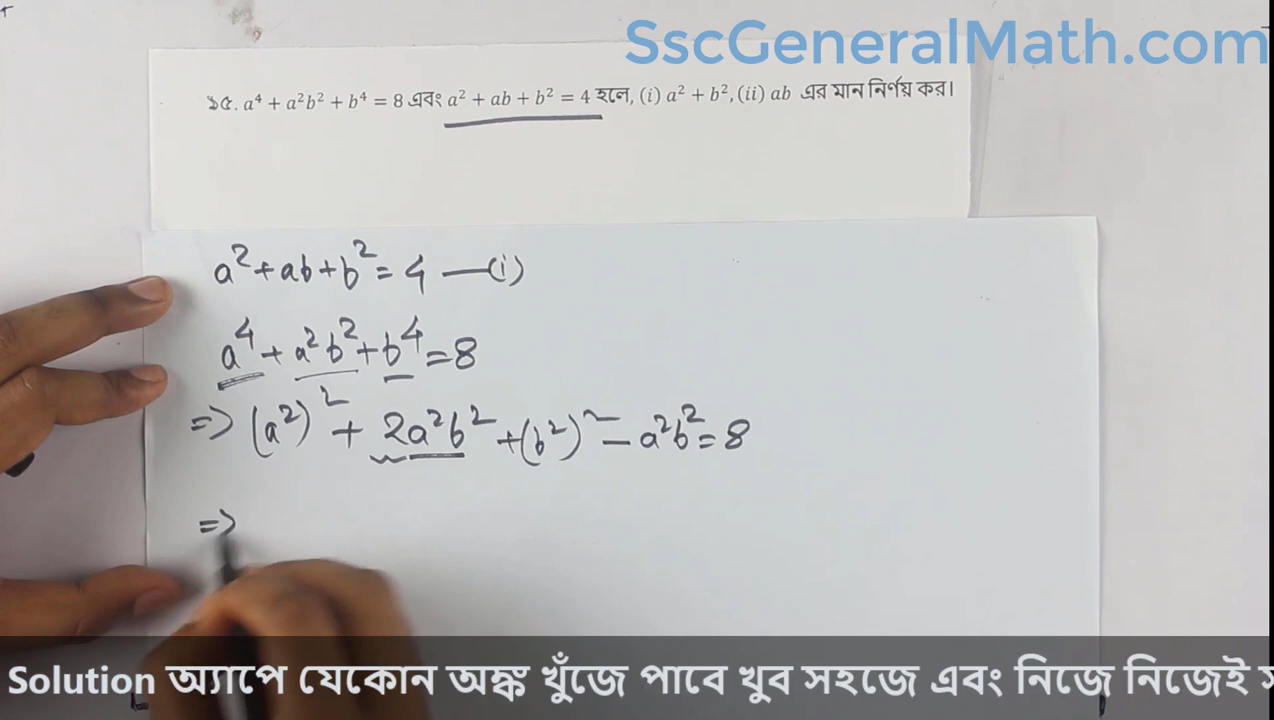 SscGeneralMath.com
১৫. a⁴ + a²b² + b⁴ = 8 এবং a² + ab + b² = 4 হলে, (i) a² + b², (ii) ab এর মান নির্ণয় কর।
a² + ab + b² = 4 —(i)
a⁴ + a²b² + b⁴ = 8
=> (a²)² + 2a²b² + (b²)² – a²b² = 8
=>
Solution অ্যাপে যেকোন অঙ্ক খুঁজে পাবে খুব সহজে এবং নিজে নিজেই